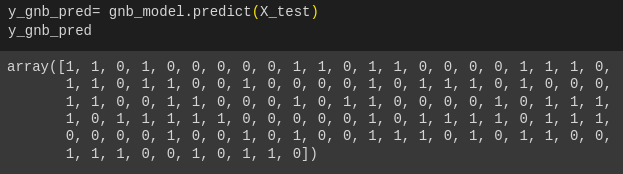 y_gnb_pred= gnb_model.predict(X_test)
y_gnb_pred
array([1, 1, 0, 1, 0, 0, 0, 0, 0, 1, 1, 0, 1, 1, 0, 0, 0, 0, 1, 1, 1, 0,
1, 1, 0, 1, 1, 0, 0, 1, 0, 0, 0, 0, 1, 0, 1, 1, 1, 0, 1, 0, 0, 0,
1, 1, 0, 0, 1, 1, 0, 0, 0, 0, 1, 0, 1, 1, 0, 0, 0, 0, 1, 0, 1, 1, 1,
1, 0, 1, 1, 1, 1, 1, 0, 0, 0, 0, 0, 1, 0, 1, 1, 1, 1, 0, 1, 1, 1,
0, 0, 0, 0, 1, 0, 0, 1, 0, 1, 0, 0, 1, 1, 1, 0, 1, 0, 1, 1, 0, 0,
1, 1, 1, 0, 0, 1, 0, 1, 1, 0])